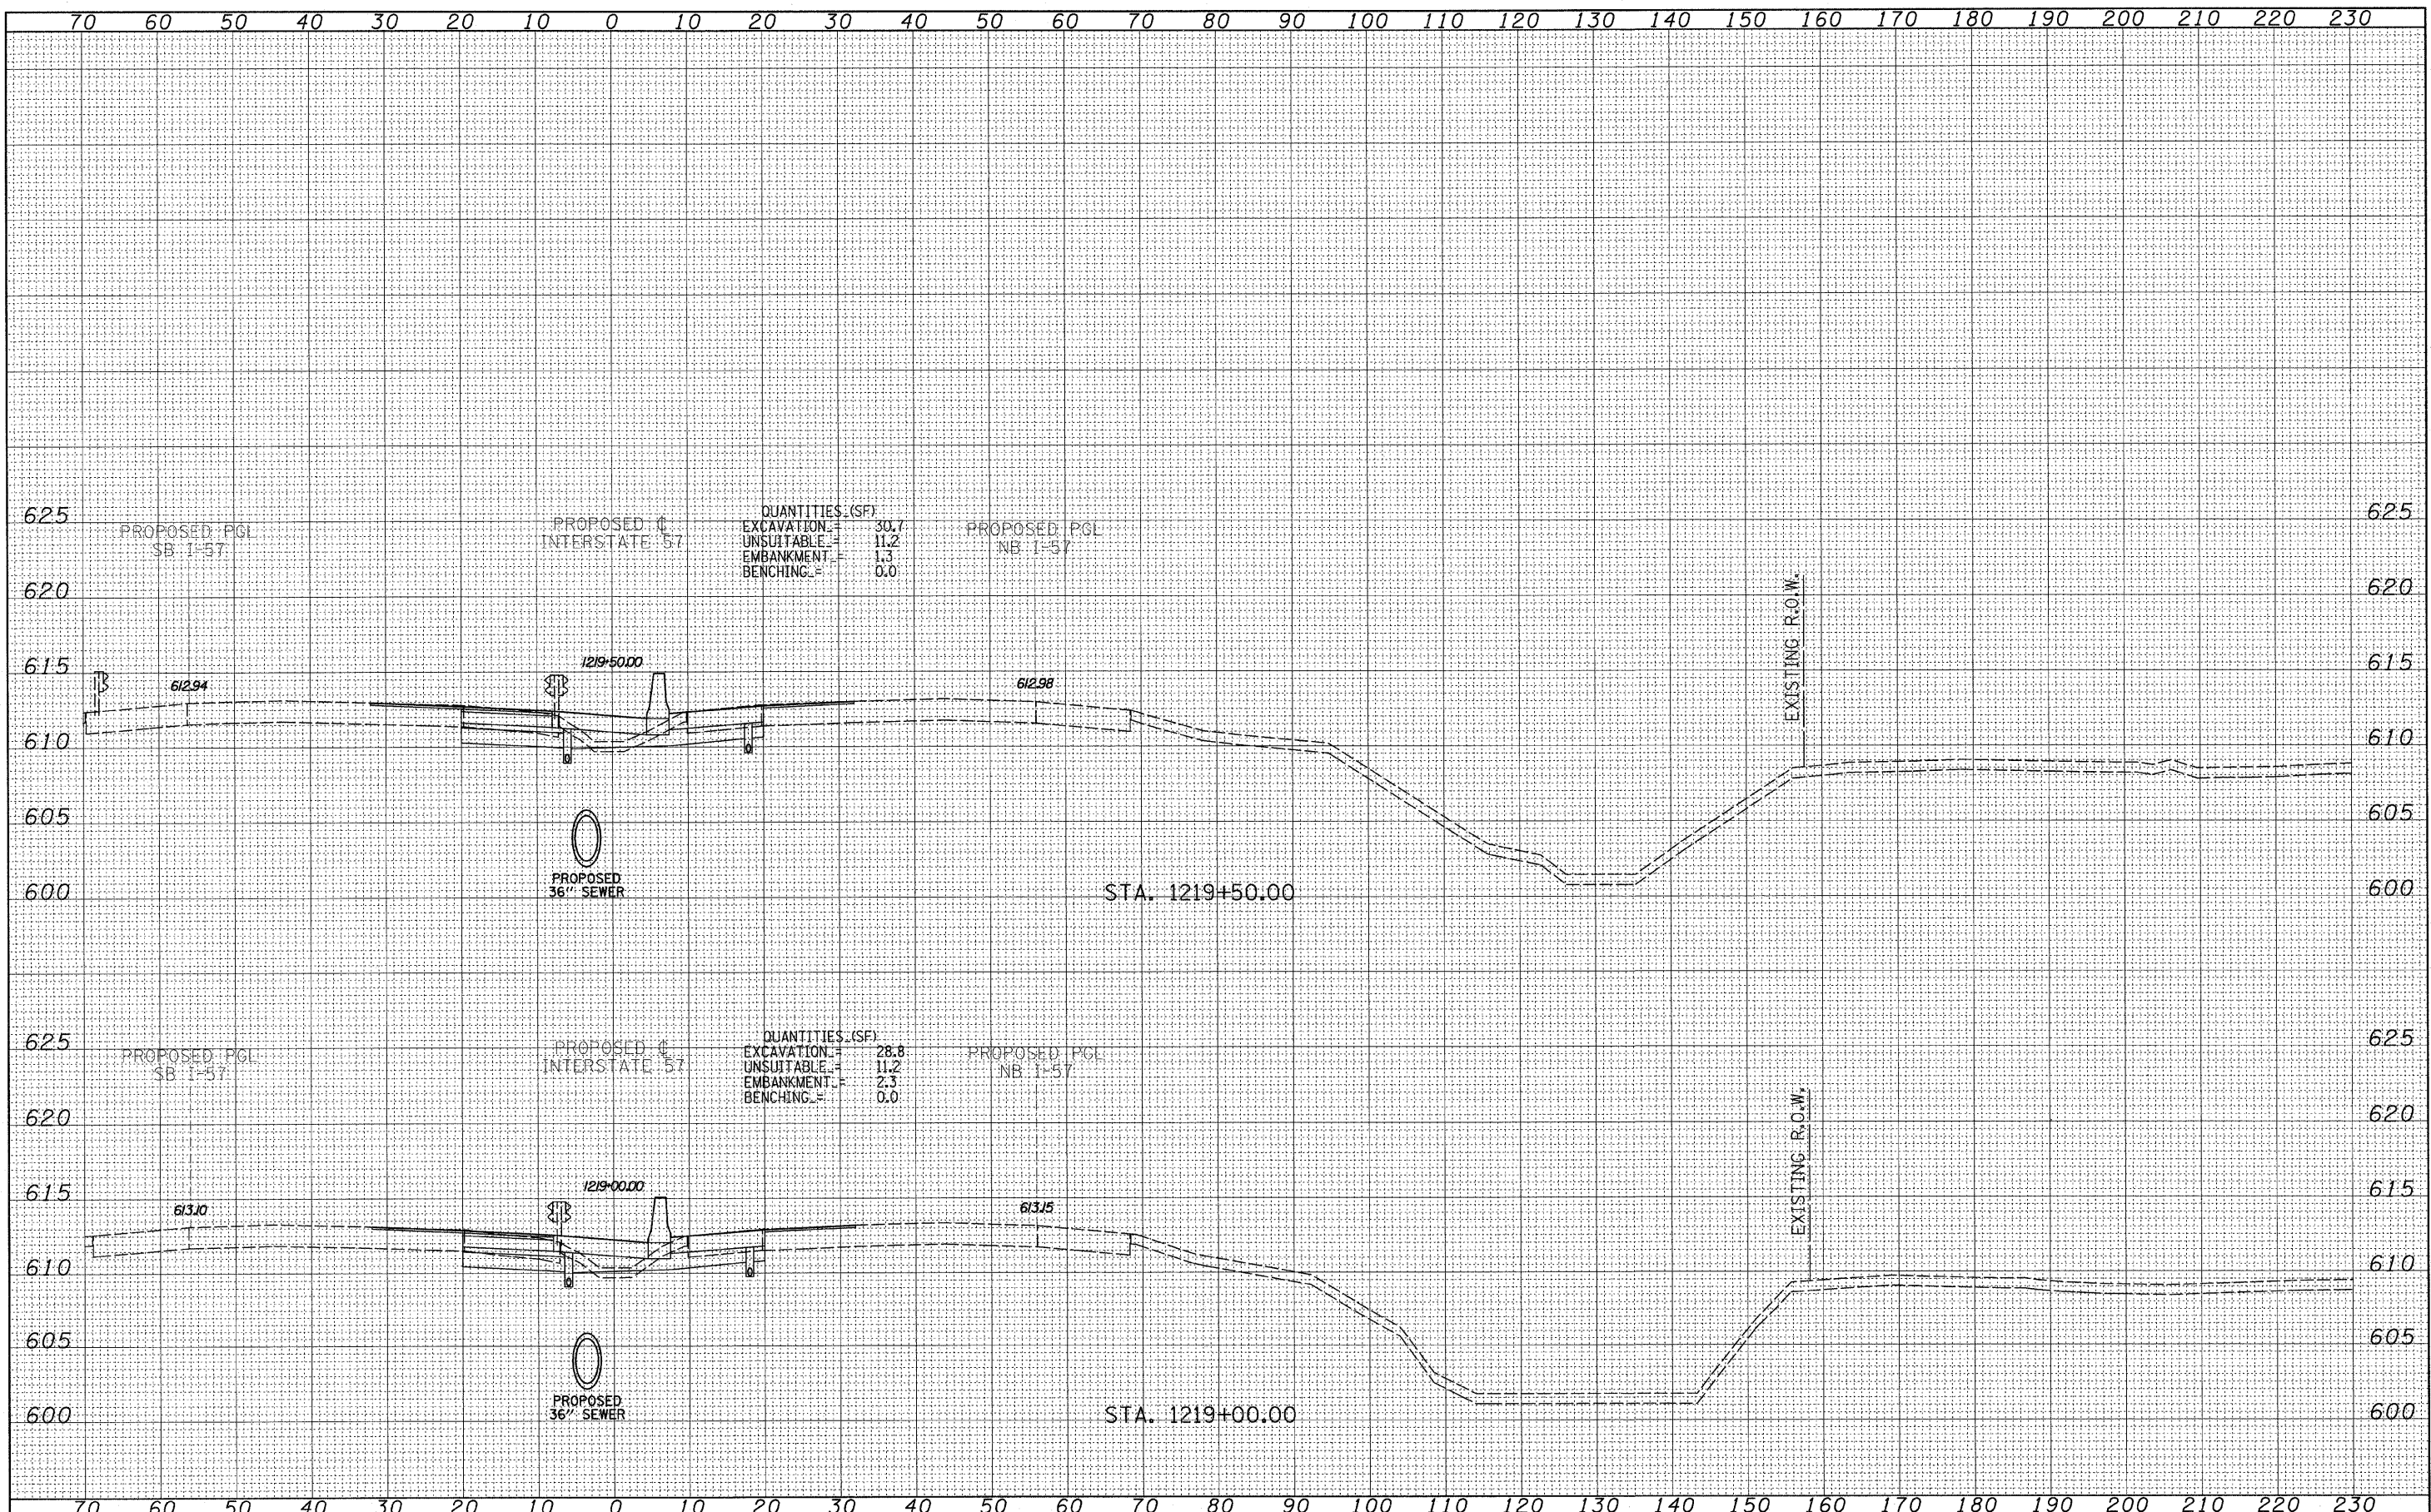 70 60 50 40 30 20 10 0 10 20 30 40 50 60 70 80 90 100 110 120 130 140 150 160 170 180 190 200 210 220 230
625 625
PROPOSED PGL
SB I-57
PROPOSED ℄
INTERSTATE 57
QUANTITIES (SF)
EXCAVATION = 30.7
UNSUITABLE = 11.2
EMBANKMENT = 1.3
BENCHING = 0.0
PROPOSED PGL
NB I-57
620 620
EXISTING R.O.W.
615 615
612.94
1219+50.00
612.98
610 610
605 605
PROPOSED
36" SEWER
600 600
STA. 1219+50.00
625 625
PROPOSED PGL
SB I-57
PROPOSED ℄
INTERSTATE 57
QUANTITIES (SF)
EXCAVATION = 28.8
UNSUITABLE = 11.2
EMBANKMENT = 2.3
BENCHING = 0.0
PROPOSED PGL
NB I-57
620 620
EXISTING R.O.W.
615 615
613.10
1219+00.00
613.15
610 610
605 605
PROPOSED
36" SEWER
600 600
STA. 1219+00.00
70 60 50 40 30 20 10 0 10 20 30 40 50 60 70 80 90 100 110 120 130 140 150 160 170 180 190 200 210 220 230